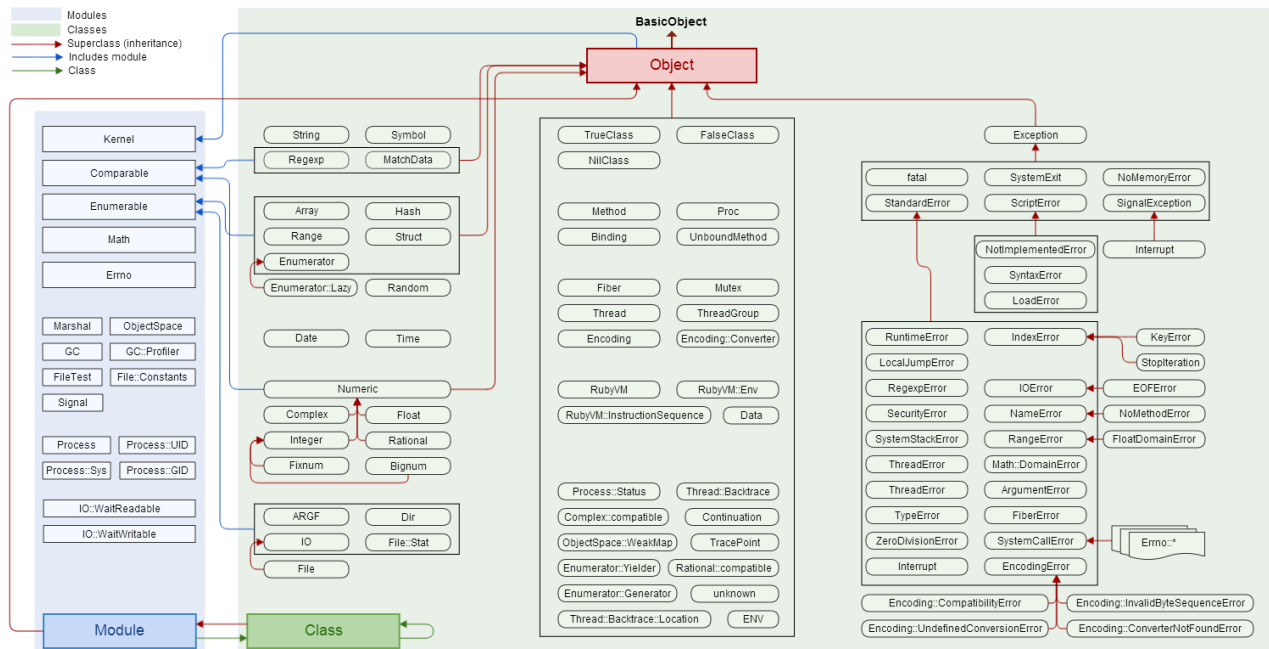 Modules
Classes
Superclass (inheritance)
Includes module
Class
BasicObject
Object
Kernel
Comparable
Enumerable
Math
Errno
Marshal ObjectSpace
GC GC::Profiler
FileTest File::Constants
Signal
Process Process::UID
Process::Sys Process::GID
IO::WaitReadable
IO::WaitWritable
Module
String Symbol
Regexp MatchData
Array Hash
Range Struct
Enumerator
Enumerator::Lazy Random
Date Time
Numeric
Complex Float
Integer Rational
Fixnum Bignum
ARGF Dir
IO File::Stat
File
Class
TrueClass FalseClass
NilClass
Method Proc
Binding UnboundMethod
Fiber Mutex
Thread ThreadGroup
Encoding Encoding::Converter
RubyVM RubyVM::Env
RubyVM::InstructionSequence Data
Process::Status Thread::Backtrace
Complex::compatible Continuation
ObjectSpace::WeakMap TracePoint
Enumerator::Yielder Rational::compatible
Enumerator::Generator unknown
Thread::Backtrace::Location ENV
Exception
fatal SystemExit NoMemoryError
StandardError ScriptError SignalException
NotImplementedError Interrupt
SyntaxError
LoadError
RuntimeError IndexError KeyError
LocalJumpError StopIteration
RegexpError IOError EOFError
SecurityError NameError NoMethodError
SystemStackError RangeError FloatDomainError
ThreadError Math::DomainError
ThreadError ArgumentError
TypeError FiberError
ZeroDivisionError SystemCallError Errno::*
Interrupt EncodingError
Encoding::CompatibilityError Encoding::InvalidByteSequenceError
Encoding::UndefinedConversionError Encoding::ConverterNotFoundError